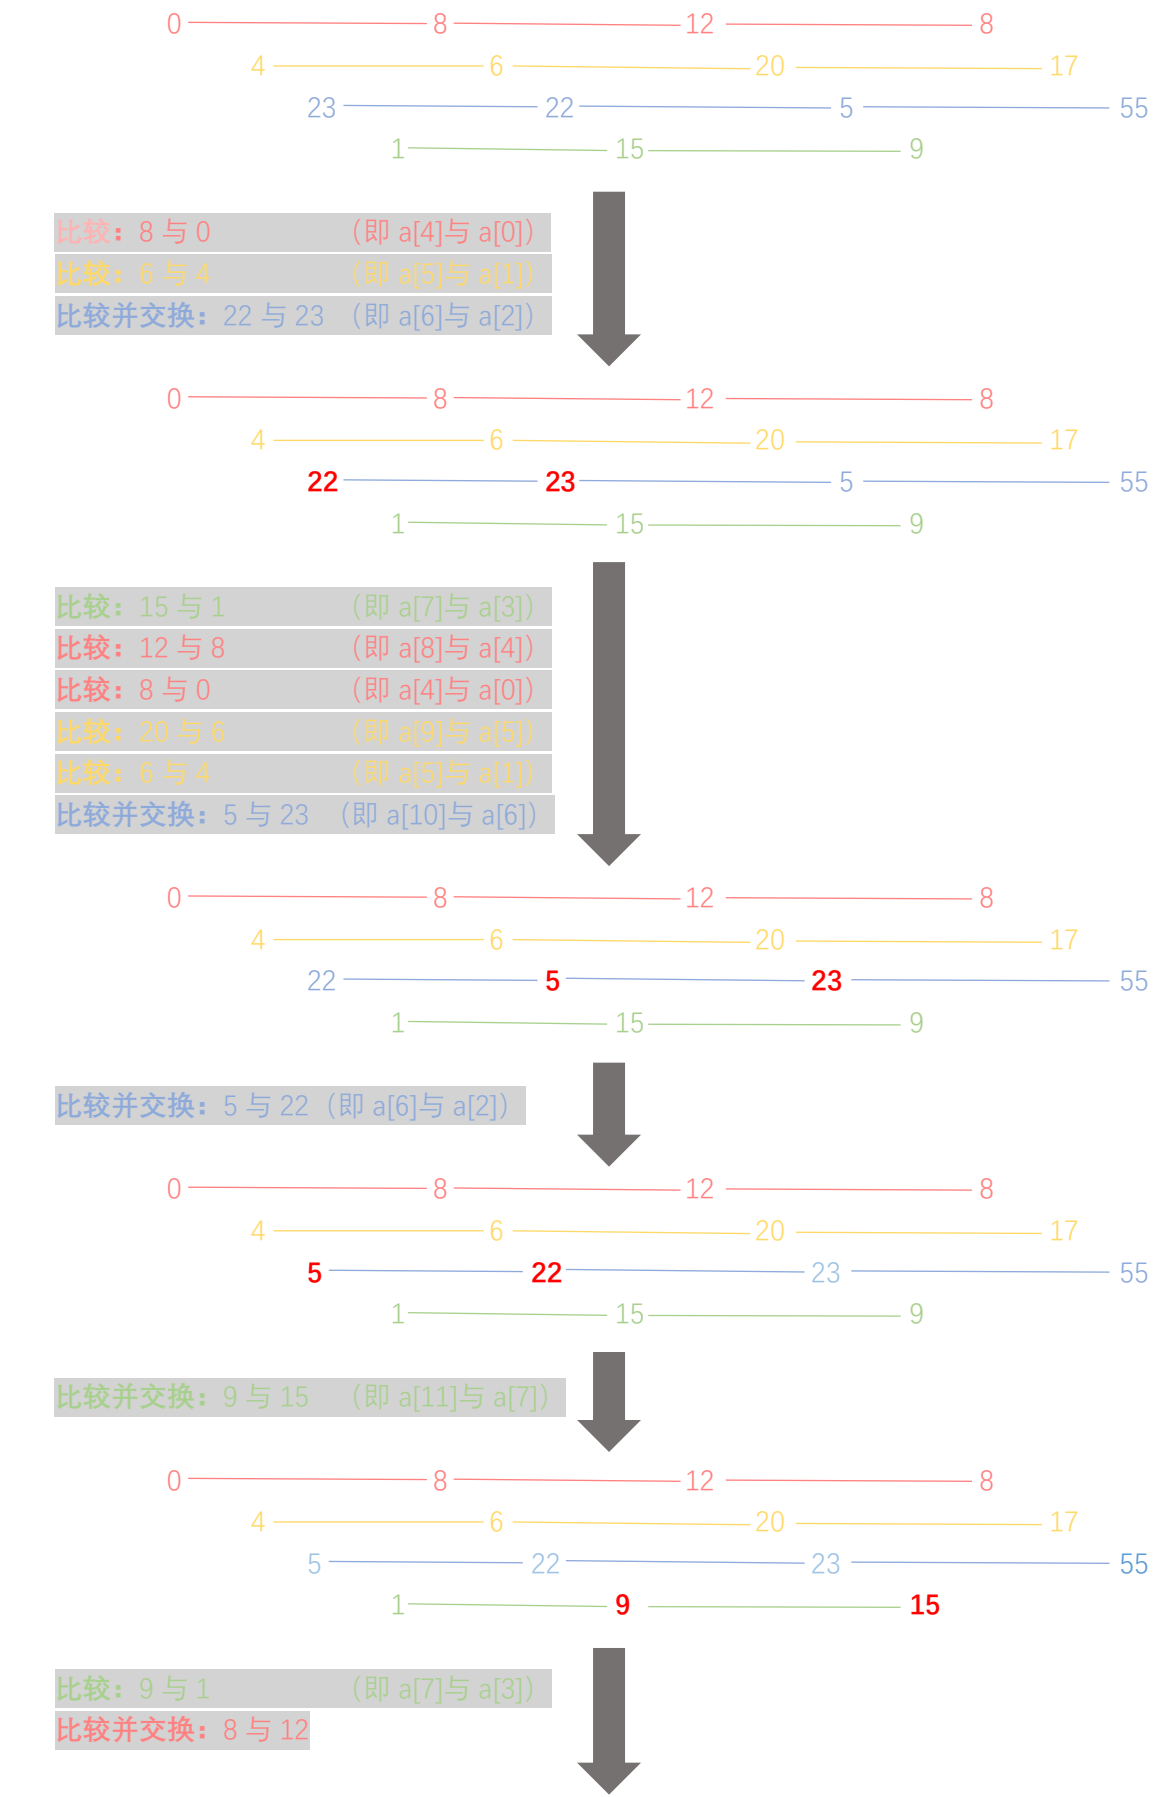 0 8 12 8
4 6 20 17
23 22 5 55
1 15 9
比较：8 与 0 （即 a[4]与 a[0]）
比较：6 与 4 （即 a[5]与 a[1]）
比较并交换：22 与 23 （即 a[6]与 a[2]）
0 8 12 8
4 6 20 17
22 23 5 55
1 15 9
比较：15 与 1 （即 a[7]与 a[3]）
比较：12 与 8 （即 a[8]与 a[4]）
比较：8 与 0 （即 a[4]与 a[0]）
比较：20 与 6 （即 a[9]与 a[5]）
比较：6 与 4 （即 a[5]与 a[1]）
比较并交换：5 与 23 （即 a[10]与 a[6]）
0 8 12 8
4 6 20 17
22 5 23 55
1 15 9
比较并交换：5 与 22（即 a[6]与 a[2]）
0 8 12 8
4 6 20 17
5 22 23 55
1 15 9
比较并交换：9 与 15 （即 a[11]与 a[7]）
0 8 12 8
4 6 20 17
5 22 23 55
1 9 15
比较：9 与 1 （即 a[7]与 a[3]）
比较并交换：8 与 12